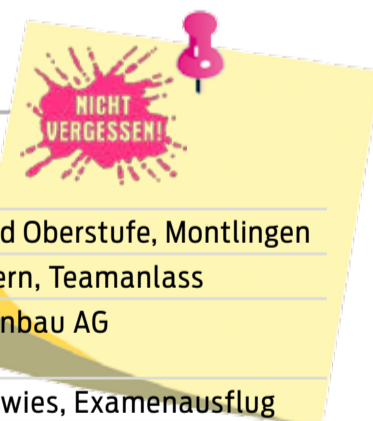 NICHT
VERGESSEN!
d Oberstufe, Montlingen
ern, Teamanlass
nbau AG
wies, Examenausflug